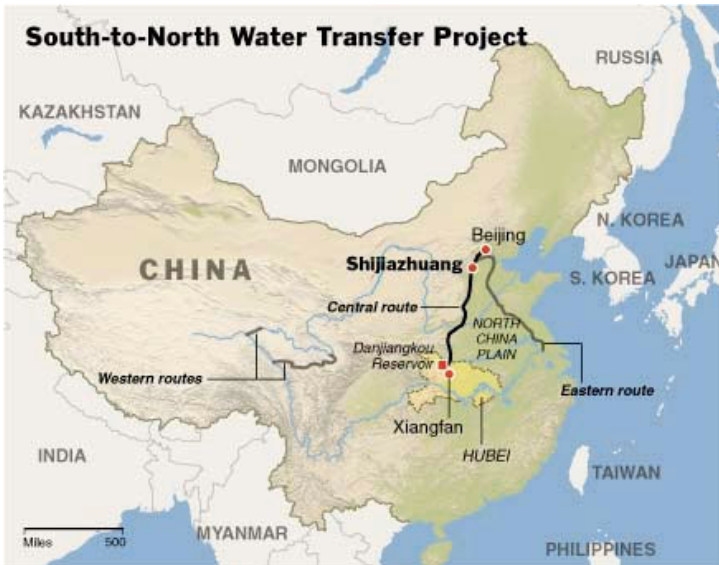 South-to-North Water Transfer Project
RUSSIA
KAZAKHSTAN
MONGOLIA
N. KOREA
Beijing
CHINA
Shijiazhuang
S. KOREA
JAPAN
Central route
NORTH
CHINA
PLAIN
Danjiangkou
Reservoir
Western routes
Eastern route
Xiangfan
INDIA
HUBEI
TAIWAN
Miles 500
MYANMAR
PHILIPPINES